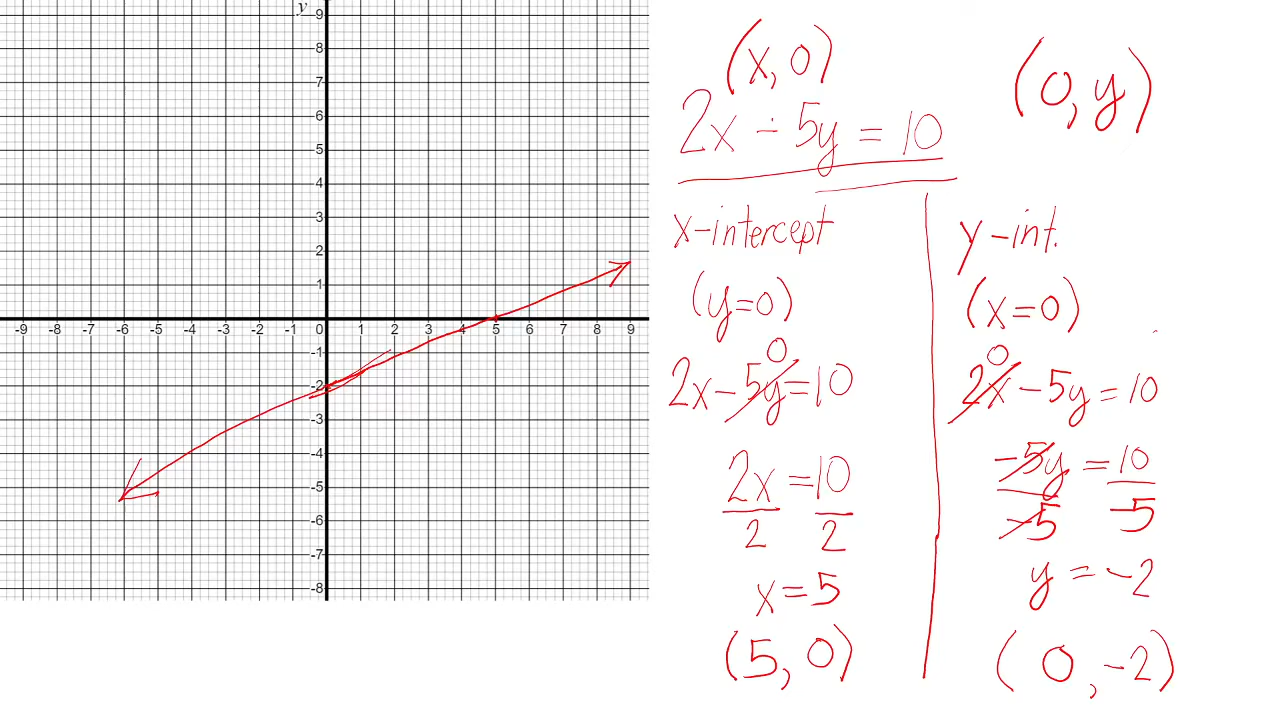 y
9
8
7
6
5
4
3
2
1
-9 -8 -7 -6 -5 -4 -3 -2 -1 0 1 2 3 4 5 6 7 8 9
-1
-2
-3
-4
-5
-6
-7
-8
(x, 0)
2x - 5y = 10
x-intercept
(y=0)
0
2x - 5y = 10
2x = 10
2 2
x = 5
(5, 0)
(0, y)
y-int.
(x=0)
0
2x - 5y = 10
-5y = 10
-5 -5
y = -2
(0, -2)